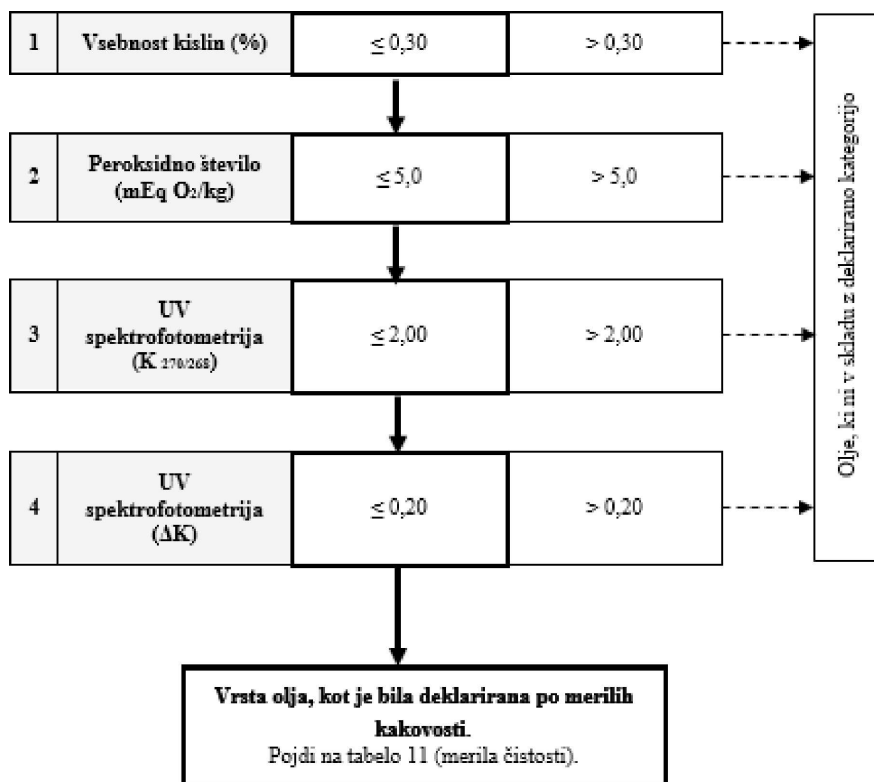 1 Vsebnost kislin (%) ≤ 0,30 > 0,30
2 Peroksidno število
(mEq O₂/kg) ≤ 5,0 > 5,0
3 UV
spektrofotometrija
(K 270/268) ≤ 2,00 > 2,00
4 UV
spektrofotometrija
(ΔK) ≤ 0,20 > 0,20
Olje, ki ni v skladu z deklarirano kategorijo
Vrsta olja, kot je bila deklarirana po merilih
kakovosti.
Pojdi na tabelo 11 (merila čistosti).